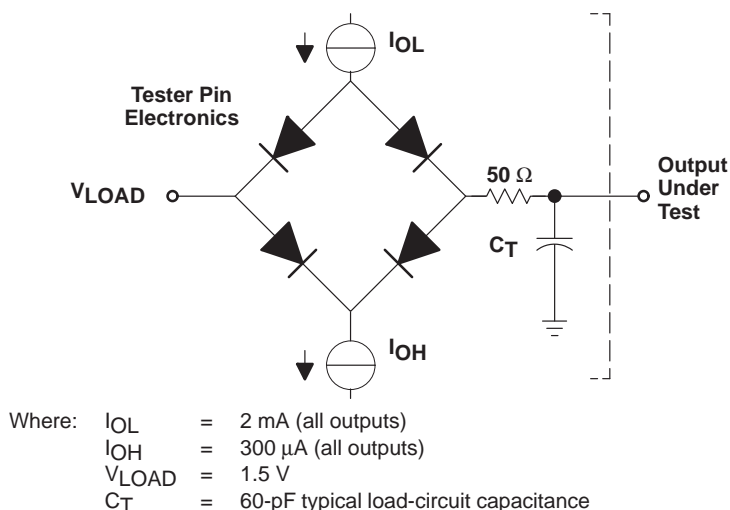 IOL
Tester Pin
Electronics
VLOAD
50 Ω
Output
Under
Test
CT
IOH
Where: IOL = 2 mA (all outputs)
IOH = 300 μA (all outputs)
VLOAD = 1.5 V
CT = 60-pF typical load-circuit capacitance